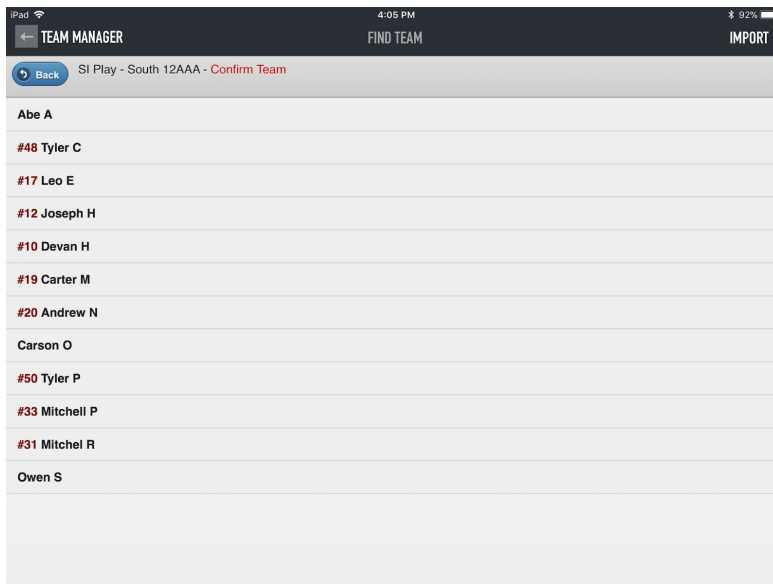 iPad 4:05 PM 92%
TEAM MANAGER FIND TEAM IMPORT
Back SI Play - South 12AAA - Confirm Team
Abe A
#48 Tyler C
#17 Leo E
#12 Joseph H
#10 Devan H
#19 Carter M
#20 Andrew N
Carson O
#50 Tyler P
#33 Mitchell P
#31 Mitchel R
Owen S